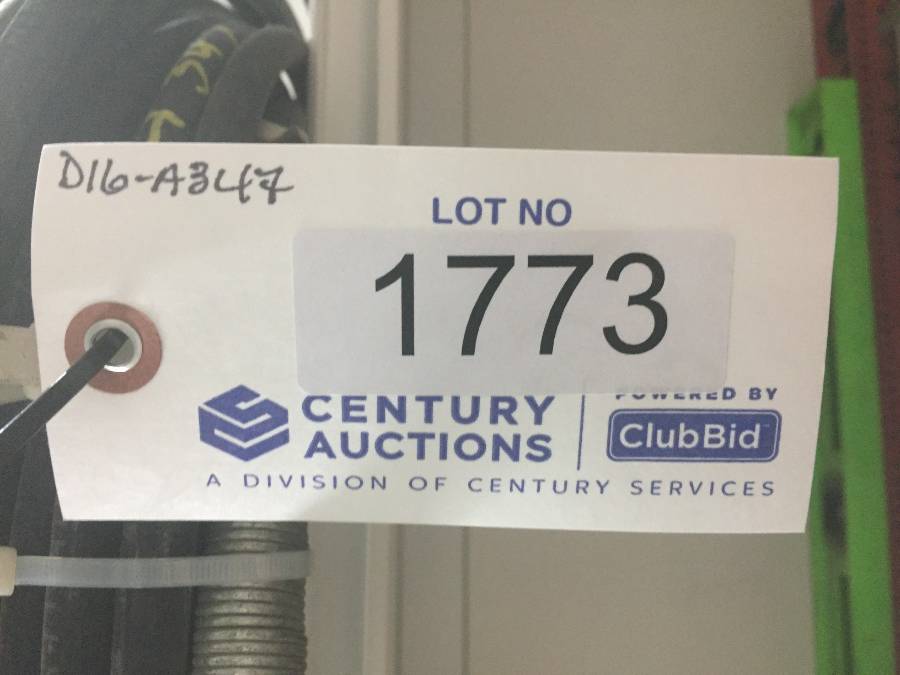 D16-A347
LOT NO
1773
CENTURY
AUCTIONS
POWERED BY
ClubBid
A DIVISION OF CENTURY SERVICES